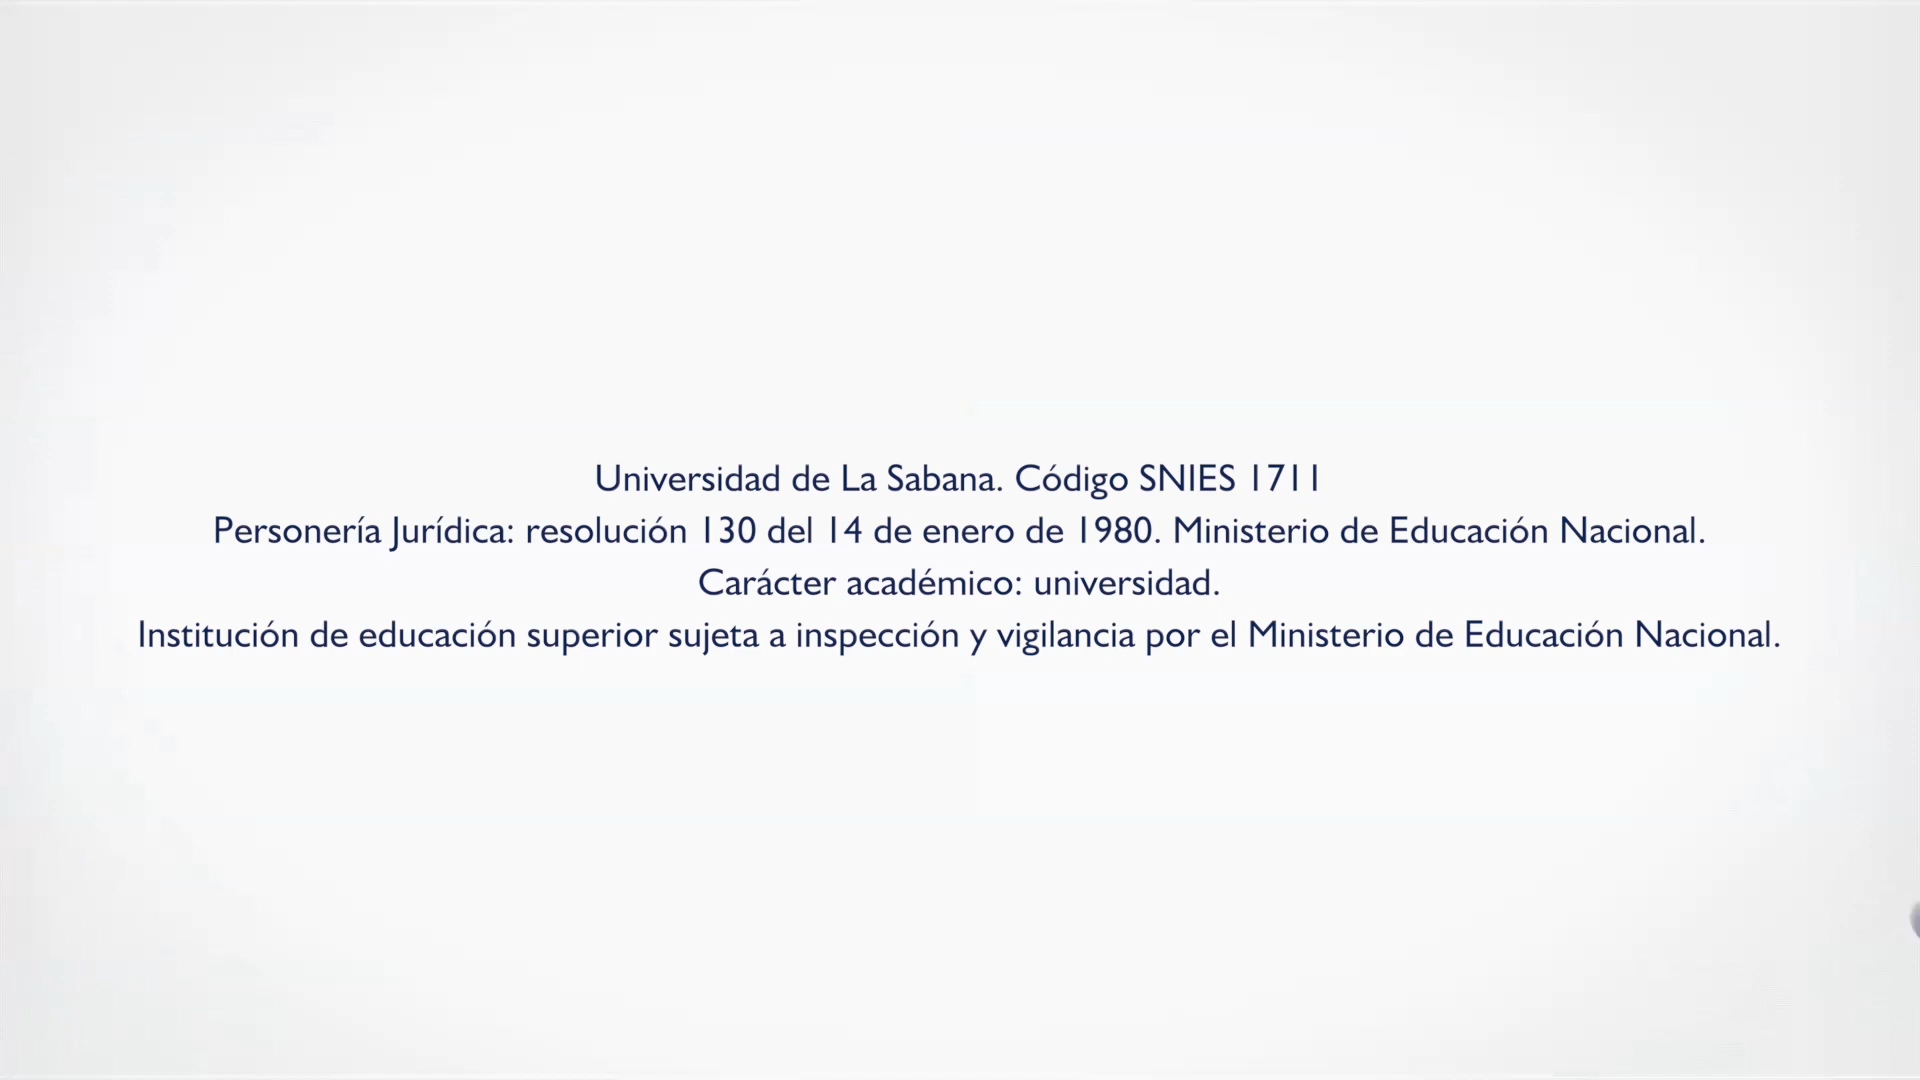 Universidad de La Sabana. Código SNIES 1711
Personería Jurídica: resolución 130 del 14 de enero de 1980. Ministerio de Educación Nacional.
Carácter académico: universidad.
Institución de educación superior sujeta a inspección y vigilancia por el Ministerio de Educación Nacional.